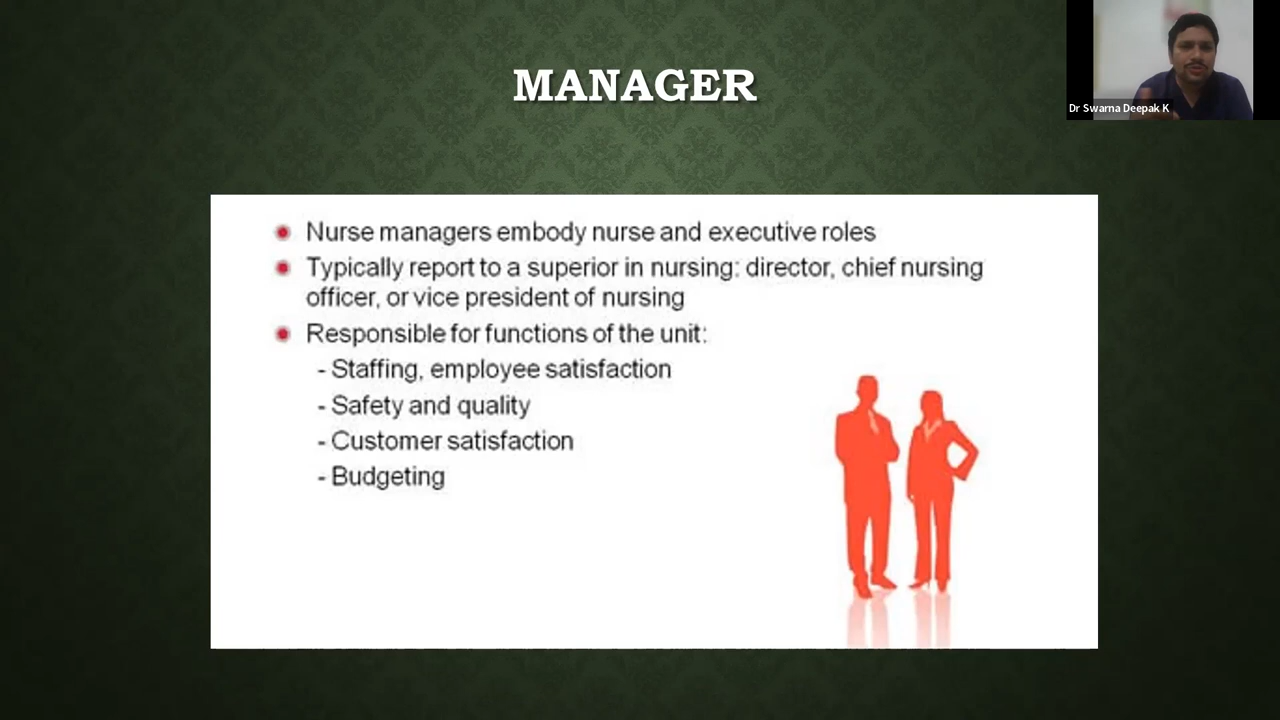 MANAGER
Dr Swarna Deepak K
Nurse managers embody nurse and executive roles
Typically report to a superior in nursing: director, chief nursing
officer, or vice president of nursing
Responsible for functions of the unit:
- Staffing, employee satisfaction
- Safety and quality
- Customer satisfaction
- Budgeting